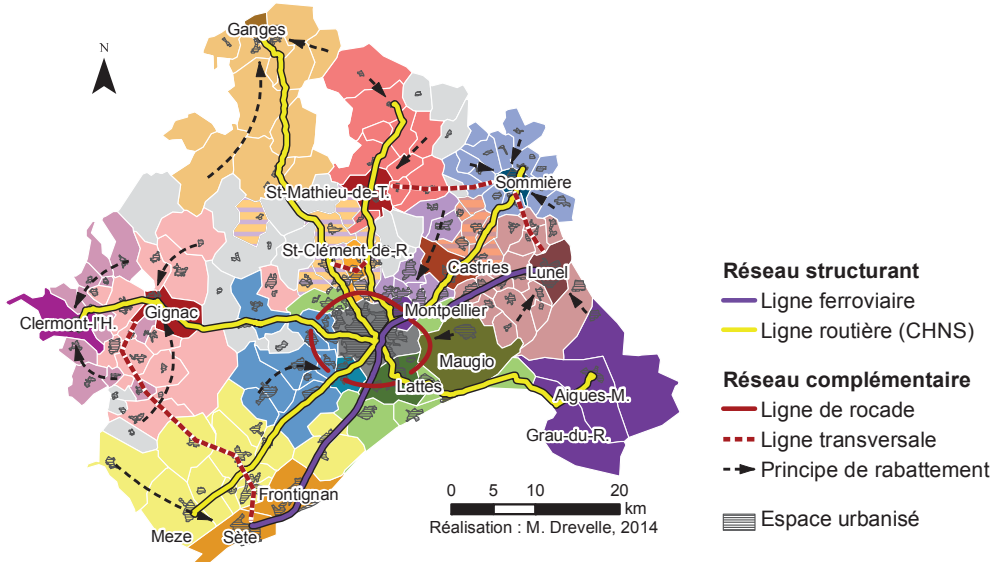 Ganges
N
St-Mathieu-de-T.
Sommière
St-Clément-de-R.
Castries
Lunel
Clermont-l'H.
Gignac
Montpellier
Maugio
Lattes
Aigues-M.
Grau-du-R.
Frontignan
Meze
Sète
0 5 10 20
km
Réalisation : M. Drevelle, 2014
Réseau structurant
Ligne ferroviaire
Ligne routière (CHNS)
Réseau complémentaire
Ligne de rocade
Ligne transversale
Principe de rabattement
Espace urbanisé